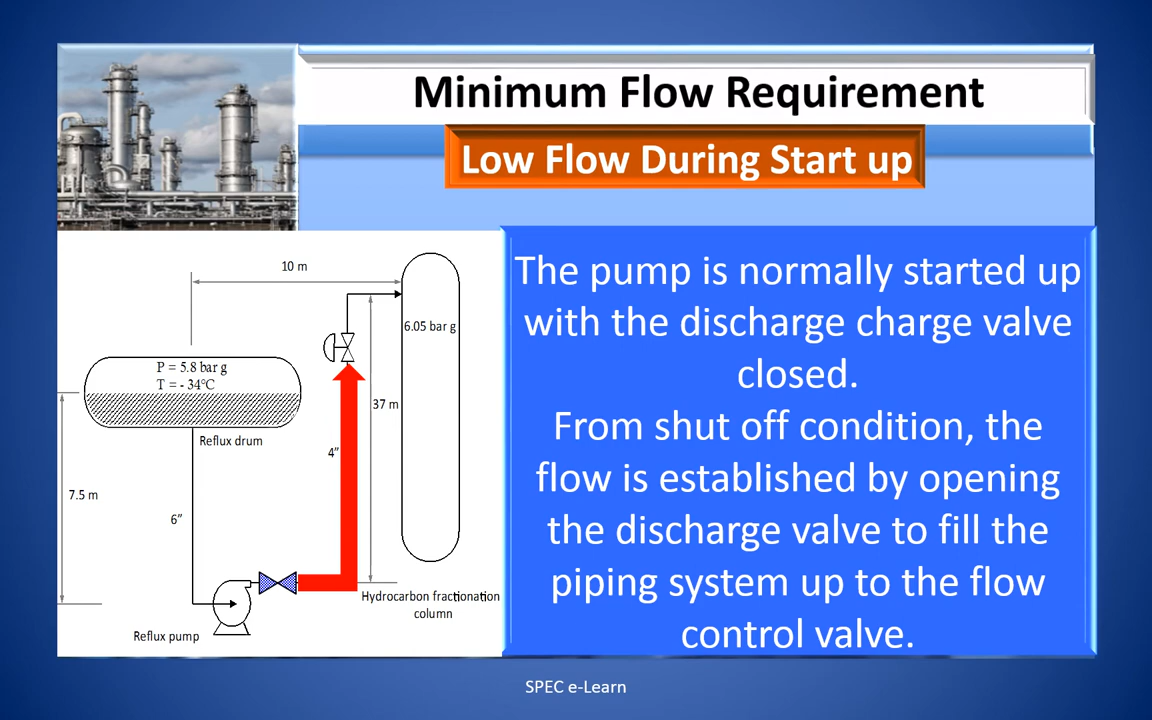 Minimum Flow Requirement
Low Flow During Start up
10 m
6.05 bar g
P = 5.8 bar g
T = - 34°C
37 m
Reflux drum
4”
7.5 m
6”
Hydrocarbon fractionation
column
Reflux pump
The pump is normally started up
with the discharge charge valve
closed.
From shut off condition, the
flow is established by opening
the discharge valve to fill the
piping system up to the flow
control valve.
SPEC e-Learn